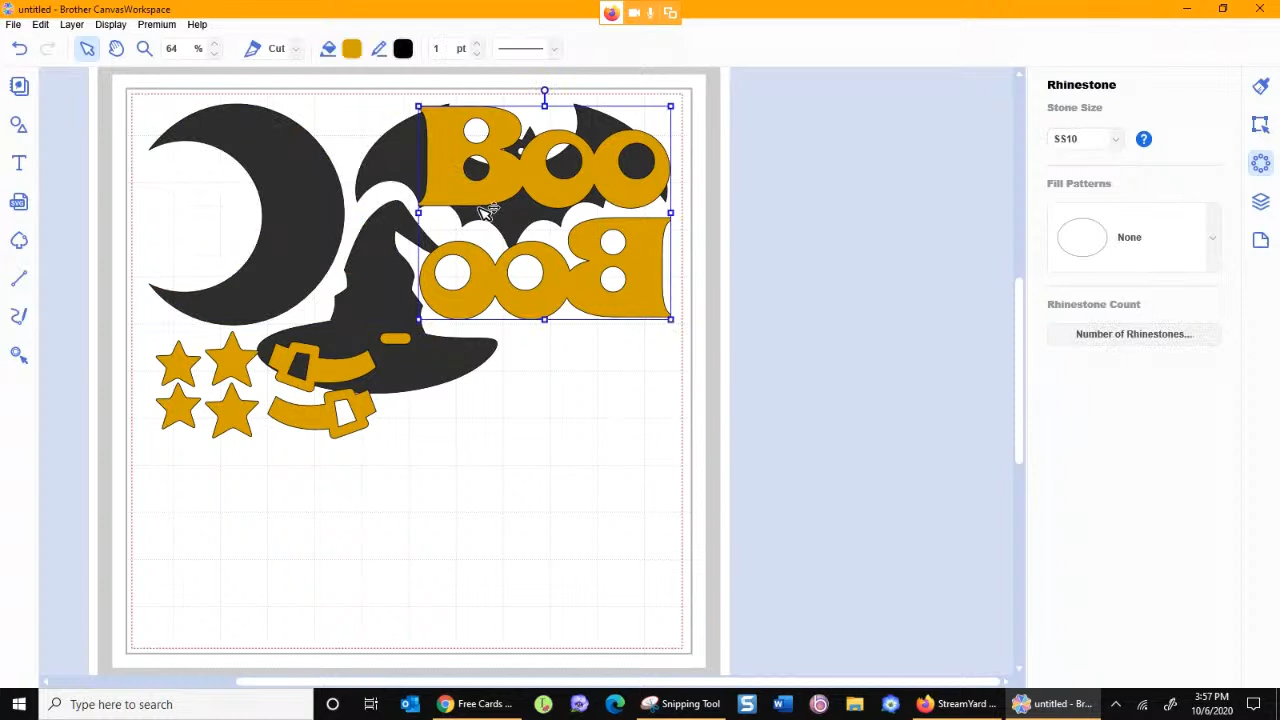 untitled - Brother CanvasWorkspace
File Edit Layer Display Premium Help
64 % Cut 1 pt
Rhinestone
Stone Size
SS10 ?
Fill Patterns
None
Rhinestone Count
Number of Rhinestones...
Boo
Boo
Type here to search
Free Cards ...
Snipping Tool
StreamYard ...
untitled - Br...
3:57 PM
10/6/2020